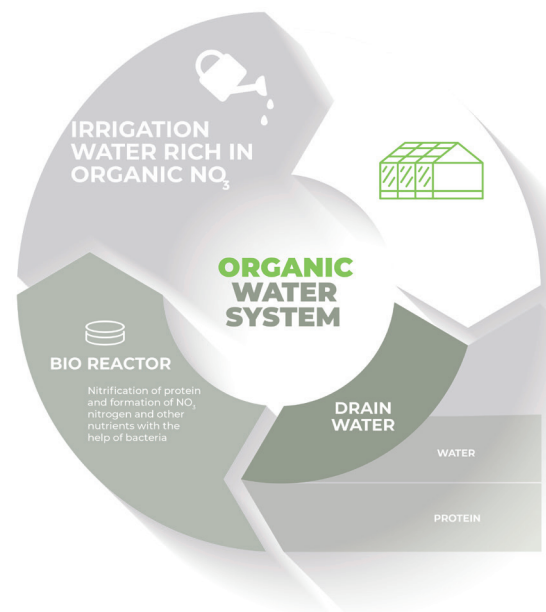 IRRIGATION
WATER RICH IN
ORGANIC NO₃
ORGANIC
WATER
SYSTEM
BIO REACTOR
Nitrification of protein
and formation of NO₃
nitrogen and other
nutrients with the
help of bacteria
DRAIN
WATER
WATER
PROTEIN